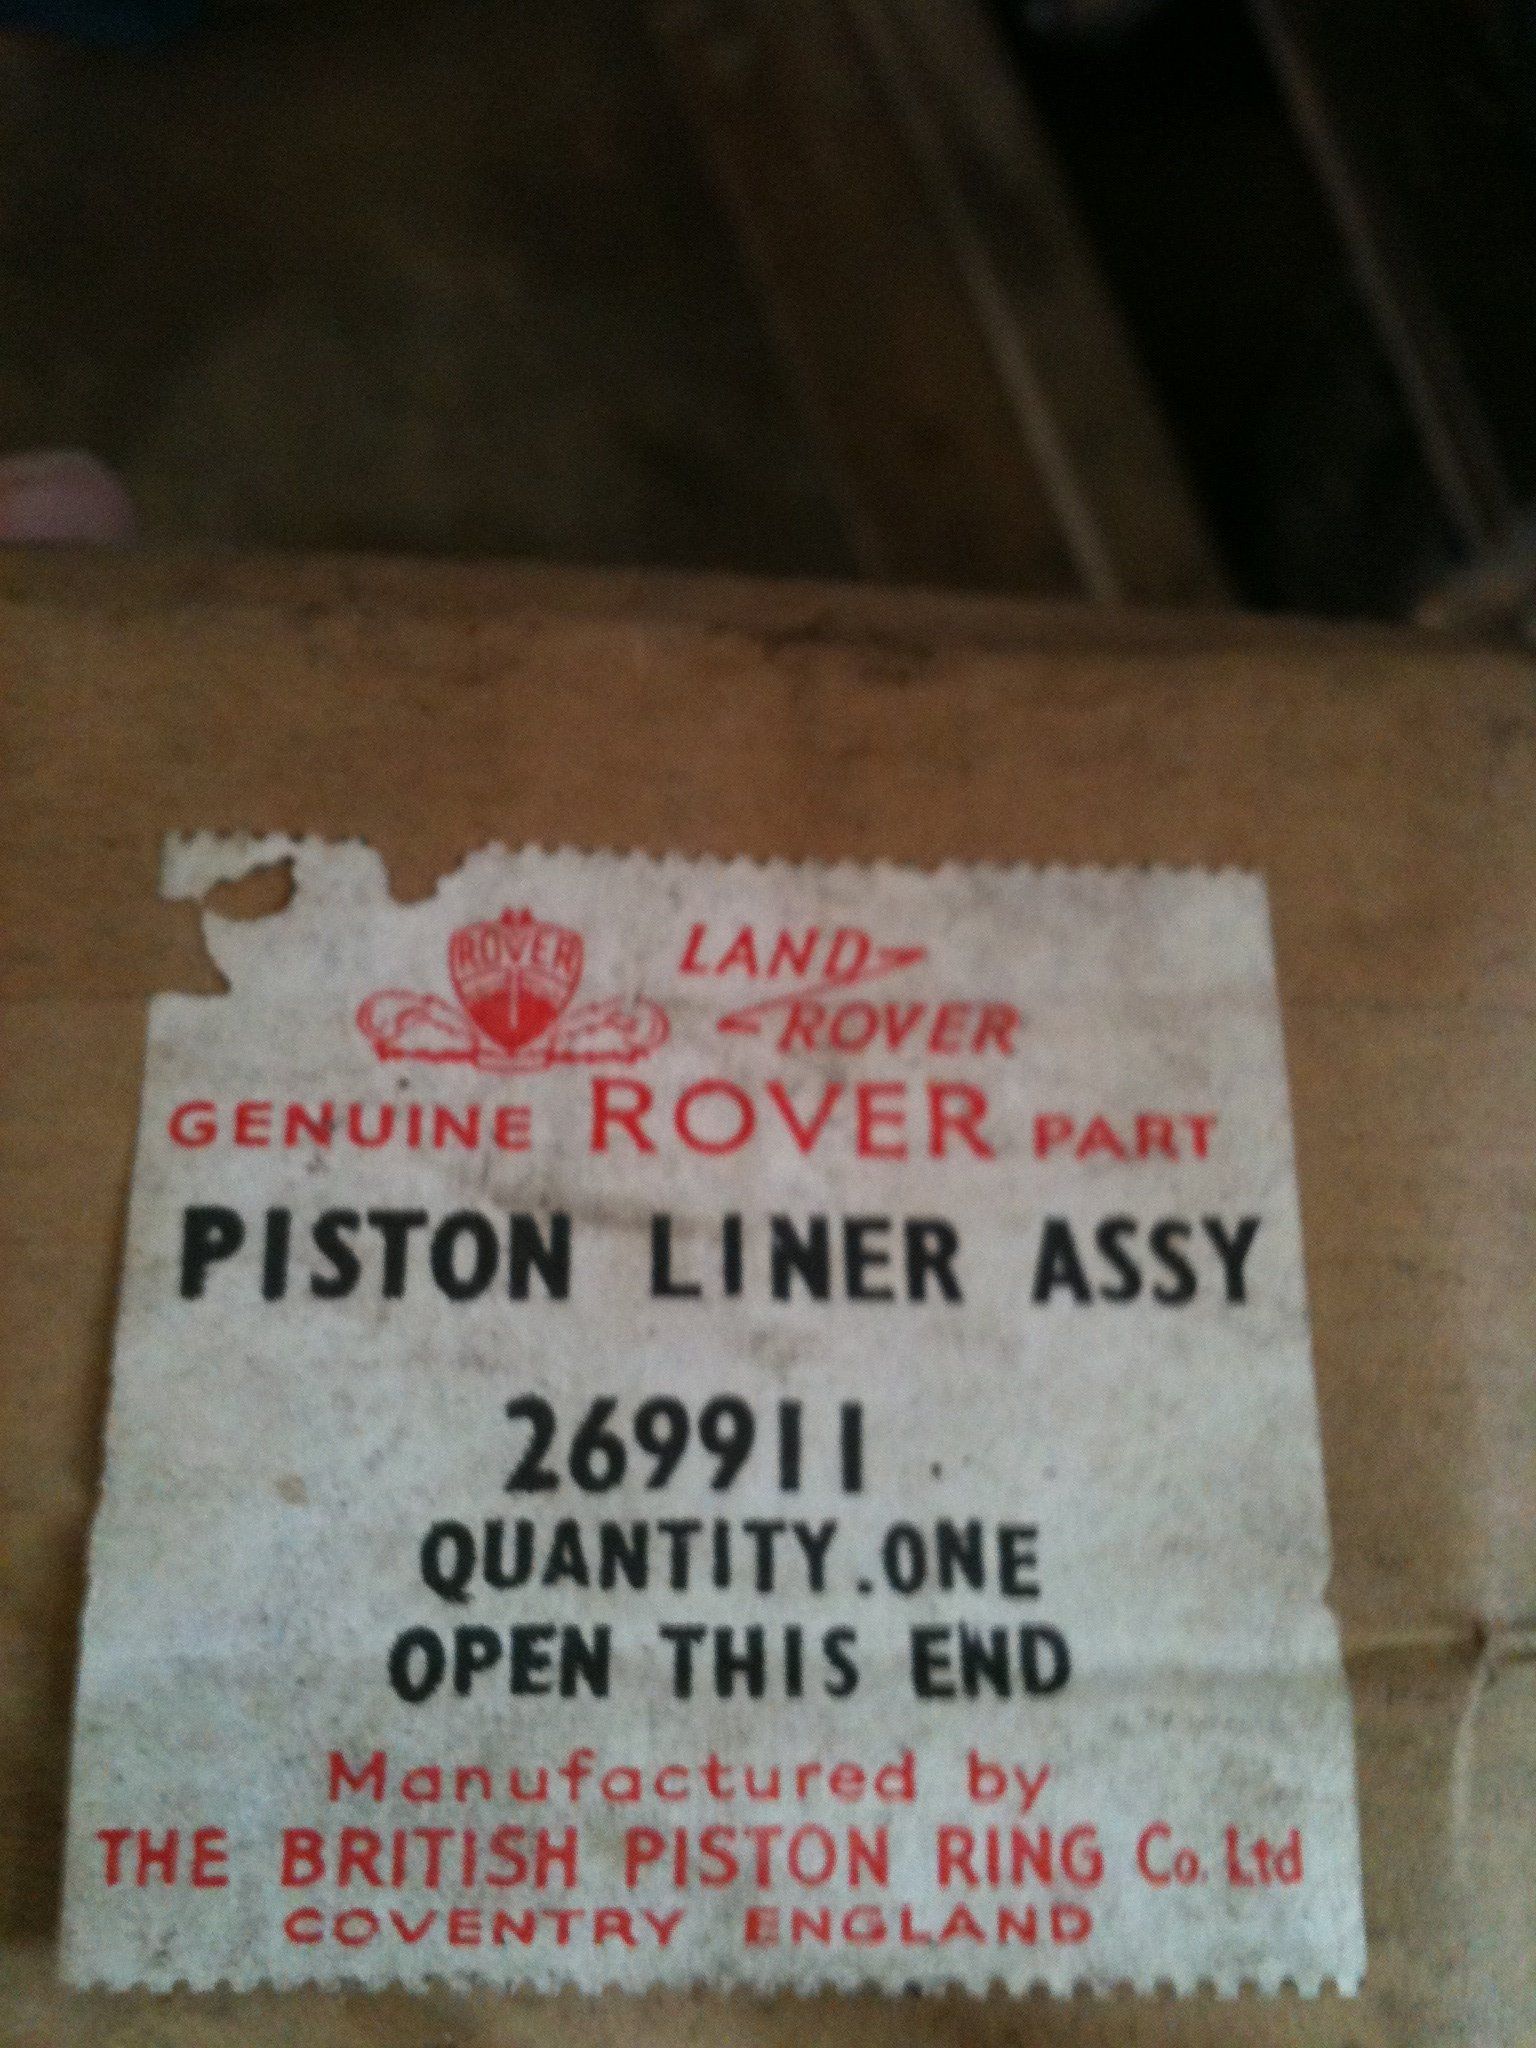 ROVER
LAND
ROVER
GENUINE ROVER PART
PISTON LINER ASSY
269911
QUANTITY.ONE
OPEN THIS END
Manufactured by
THE BRITISH PISTON RING Co. Ltd
COVENTRY ENGLAND